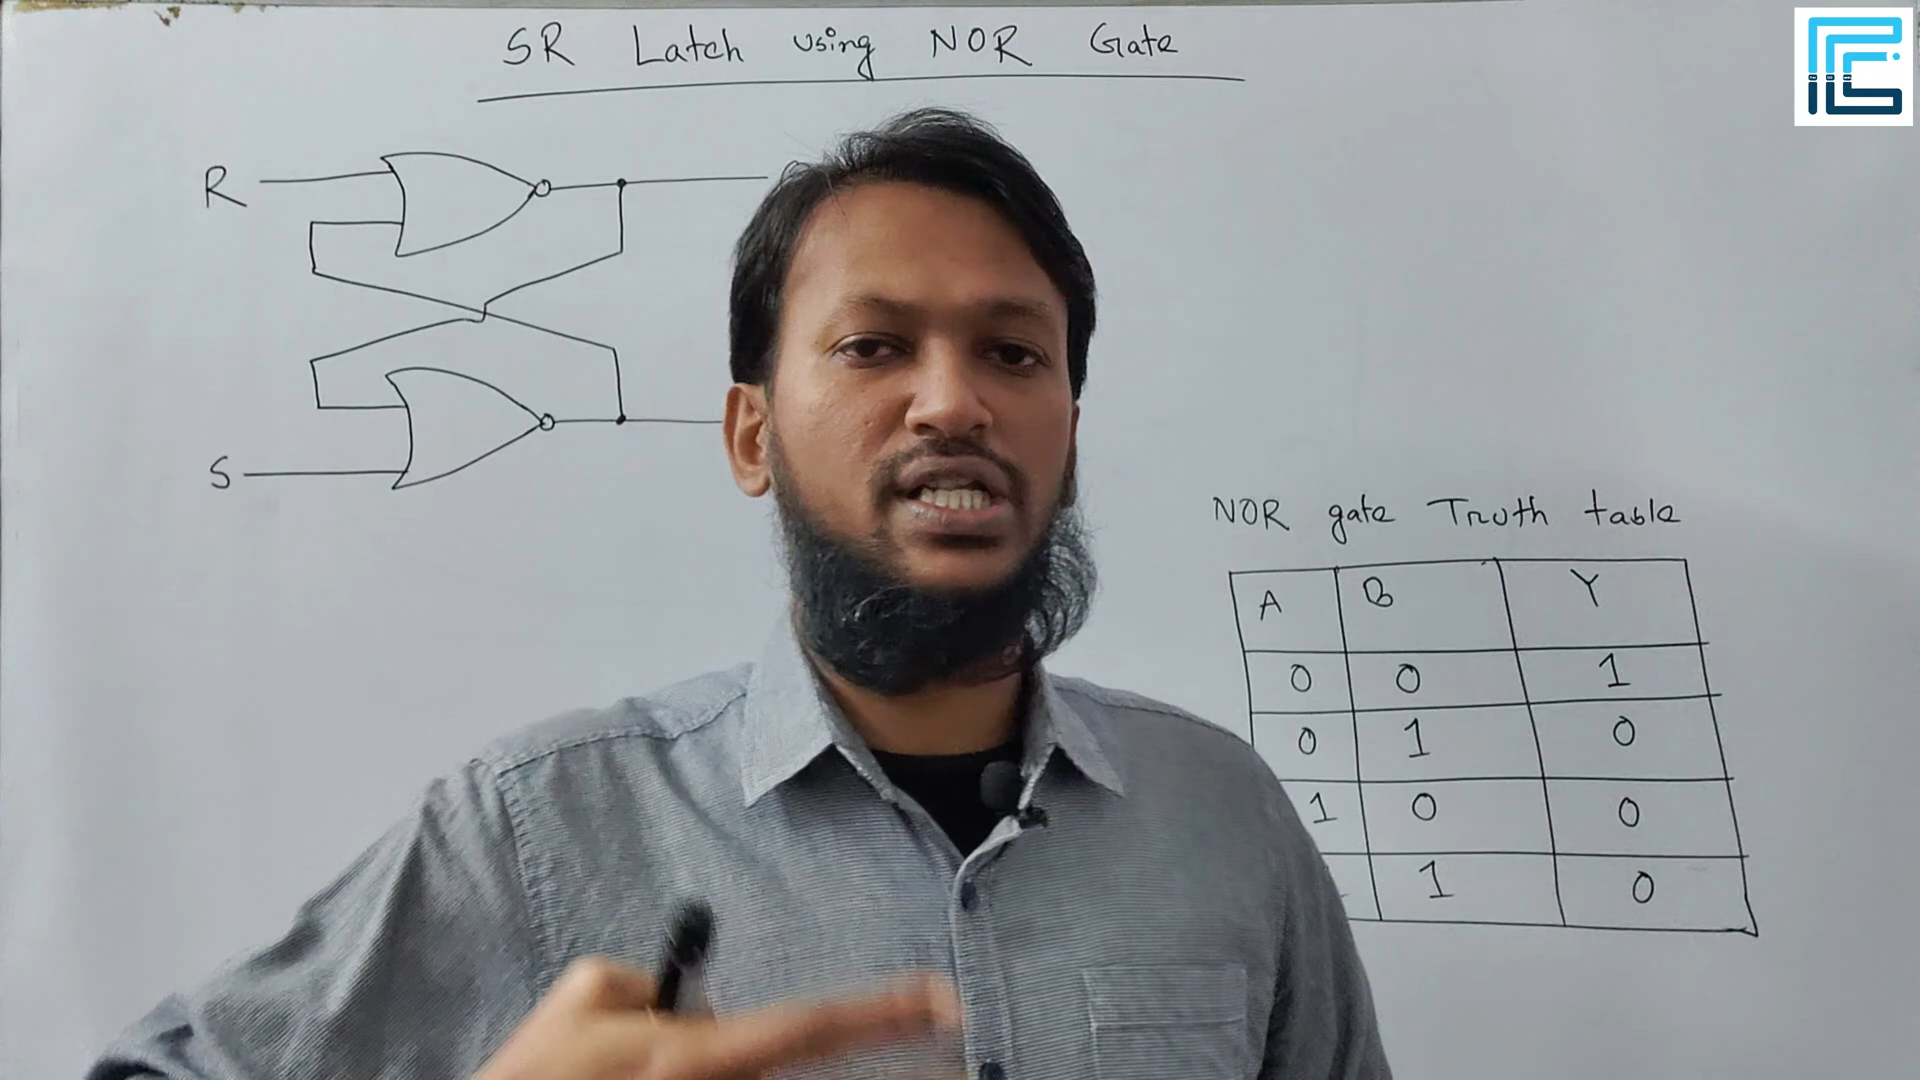 SR Latch using NOR Gate
R
S
NOR gate Truth table
A B Y
0 0 1
0 1 0
1 0 0
1 0